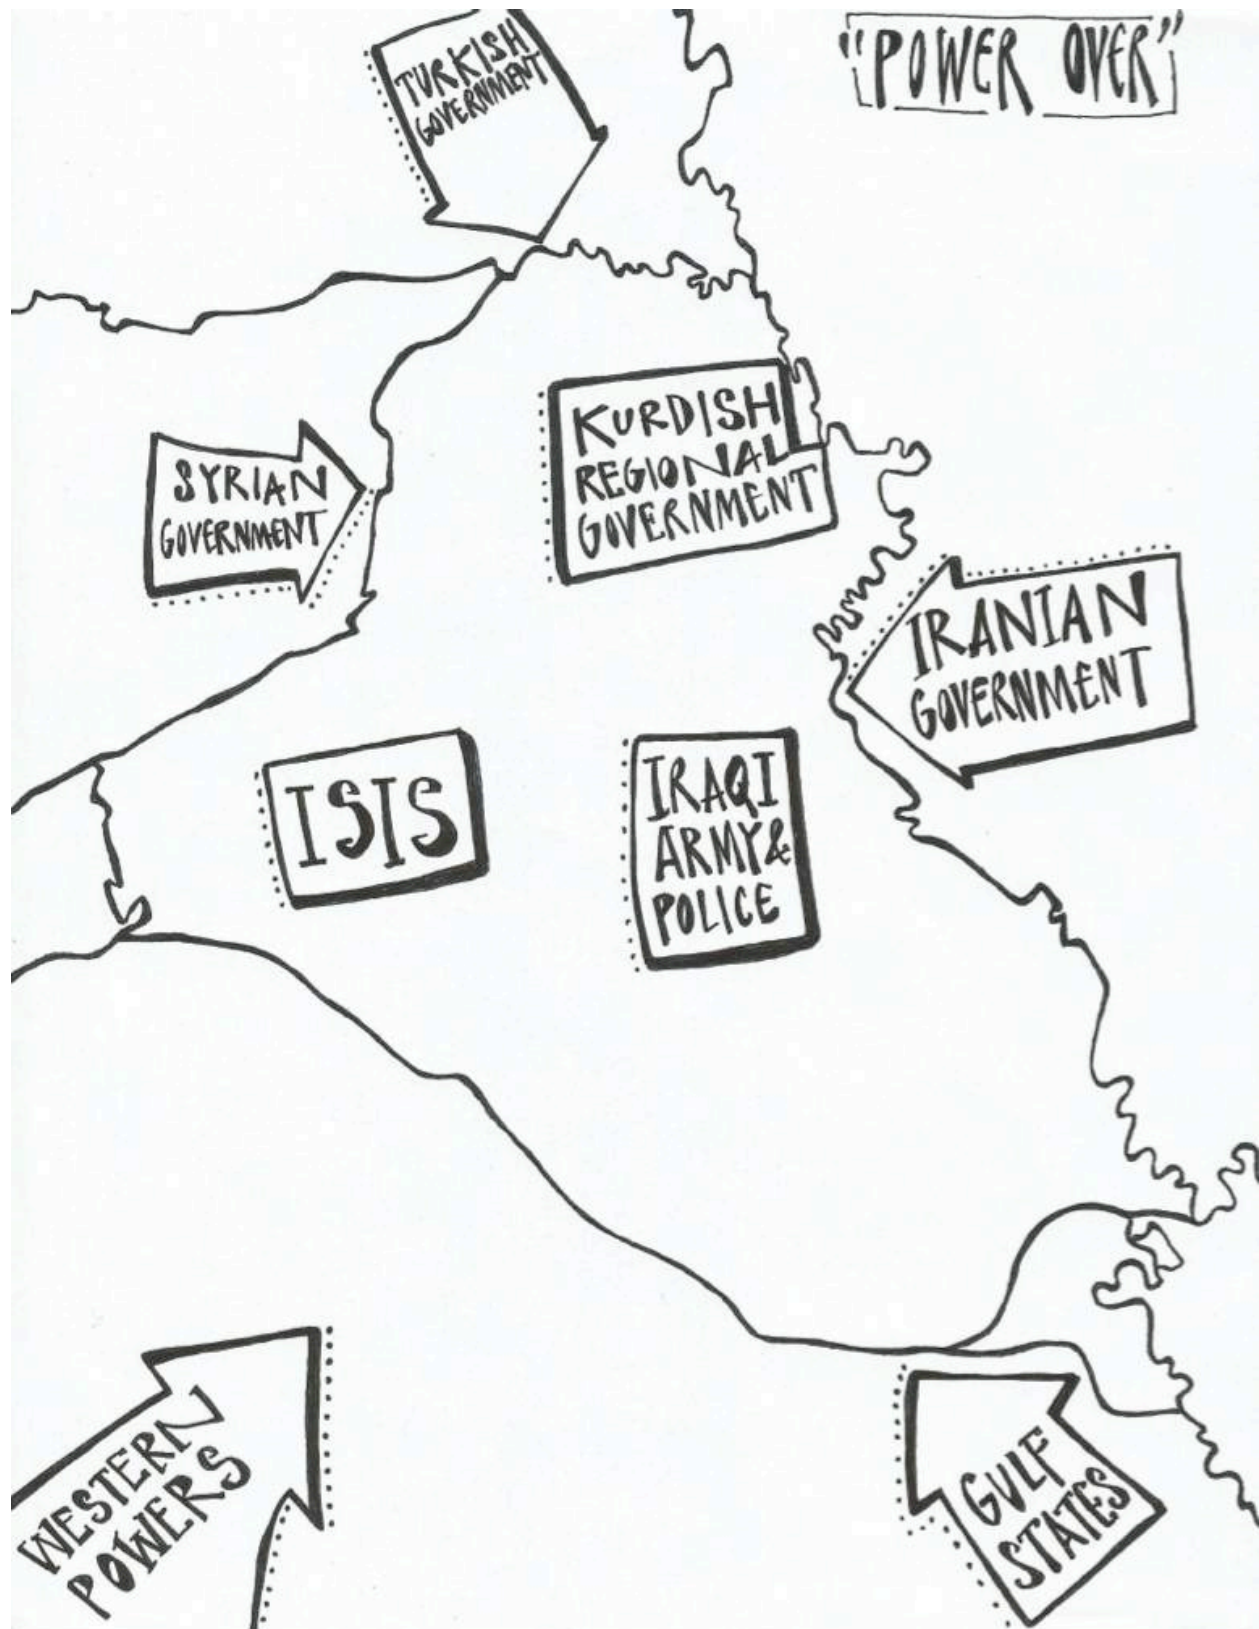 "POWER OVER"
TURKISH
GOVERNMENT
KURDISH
REGIONAL
GOVERNMENT
SYRIAN
GOVERNMENT
IRANIAN
GOVERNMENT
ISIS
IRAQI
ARMY &
POLICE
WESTERN
POWERS
GULF
STATES